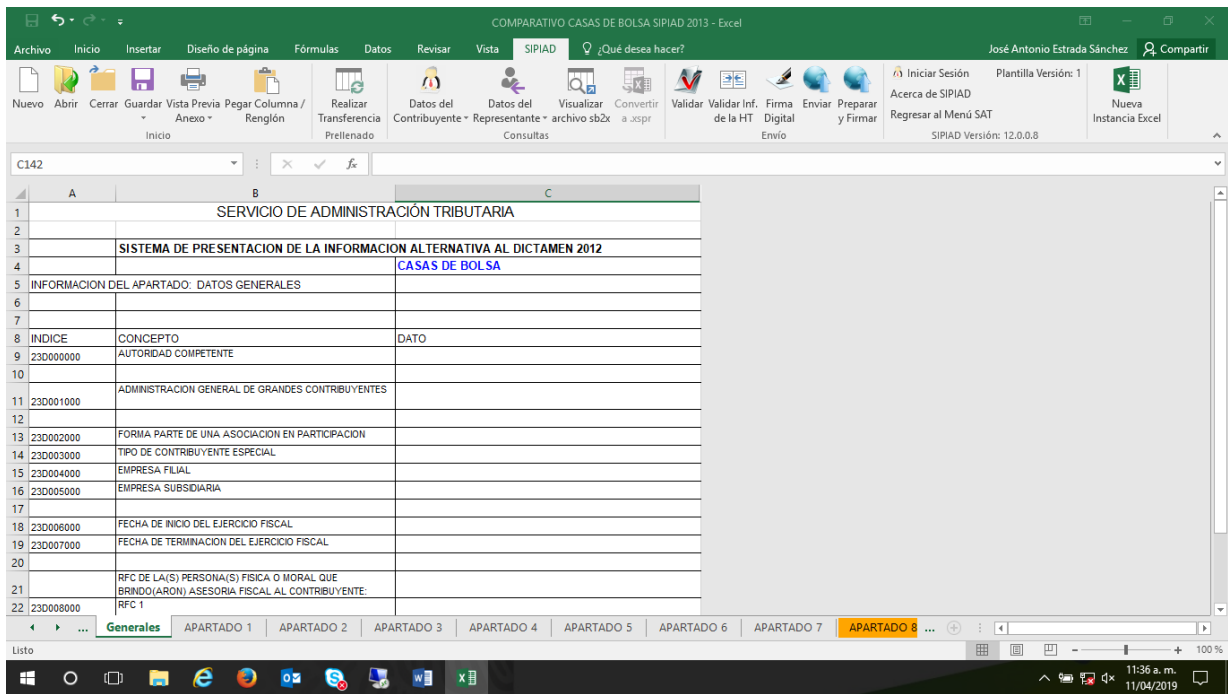 COMPARATIVO CASAS DE BOLSA SIPIAD 2013 - Excel
Archivo Inicio Insertar Diseño de página Fórmulas Datos Revisar Vista SIPIAD ¿Qué desea hacer? José Antonio Estrada Sánchez Compartir
Nuevo Abrir Cerrar Guardar Vista Previa Pegar Columna / Realizar Datos del Datos del Visualizar Convertir Validar Validar Inf. Firma Enviar Preparar Iniciar Sesión Plantilla Versión: 1 Nueva
Anexo Renglón Transferencia Contribuyente Representante archivo sb2x a .xspr de la HT Digital y Firmar Acerca de SIPIAD Instancia Excel
Regresar al Menú SAT
Inicio Prellenado Consultas Envío SIPIAD Versión: 12.0.0.8
C142 fx
A B C
1 SERVICIO DE ADMINISTRACIÓN TRIBUTARIA
2
3 SISTEMA DE PRESENTACION DE LA INFORMACION ALTERNATIVA AL DICTAMEN 2012
4 CASAS DE BOLSA
5 INFORMACION DEL APARTADO: DATOS GENERALES
6
7
8 INDICE CONCEPTO DATO
9 23D000000 AUTORIDAD COMPETENTE
10
11 23D001000 ADMINISTRACION GENERAL DE GRANDES CONTRIBUYENTES
12
13 23D002000 FORMA PARTE DE UNA ASOCIACION EN PARTICIPACION
14 23D003000 TIPO DE CONTRIBUYENTE ESPECIAL
15 23D004000 EMPRESA FILIAL
16 23D005000 EMPRESA SUBSIDIARIA
17
18 23D006000 FECHA DE INICIO DEL EJERCICIO FISCAL
19 23D007000 FECHA DE TERMINACION DEL EJERCICIO FISCAL
20
RFC DE LA(S) PERSONA(S) FISICA O MORAL QUE
21 BRINDO(ARON) ASESORIA FISCAL AL CONTRIBUYENTE:
22 23D008000 RFC 1
... Generales APARTADO 1 APARTADO 2 APARTADO 3 APARTADO 4 APARTADO 5 APARTADO 6 APARTADO 7 APARTADO 8 ...
Listo 100 %
11:36 a. m.
11/04/2019